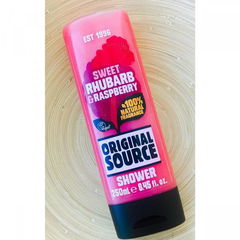 EST 1996
SWEET
RHUBARB
& RASPBERRY
100%
NATURAL
FRAGRANCE
ORIGINAL
SOURCE
SHOWER
250ml ℮ 8.45 fl. oz.